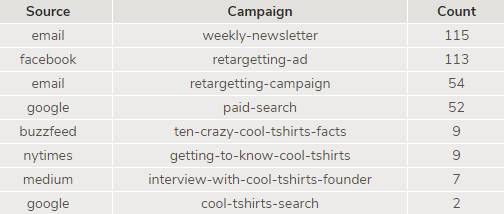 Source Campaign Count
email weekly-newsletter 115
facebook retargetting-ad 113
email retargetting-campaign 54
google paid-search 52
buzzfeed ten-crazy-cool-tshirts-facts 9
nytimes getting-to-know-cool-tshirts 9
medium interview-with-cool-tshirts-founder 7
google cool-tshirts-search 2